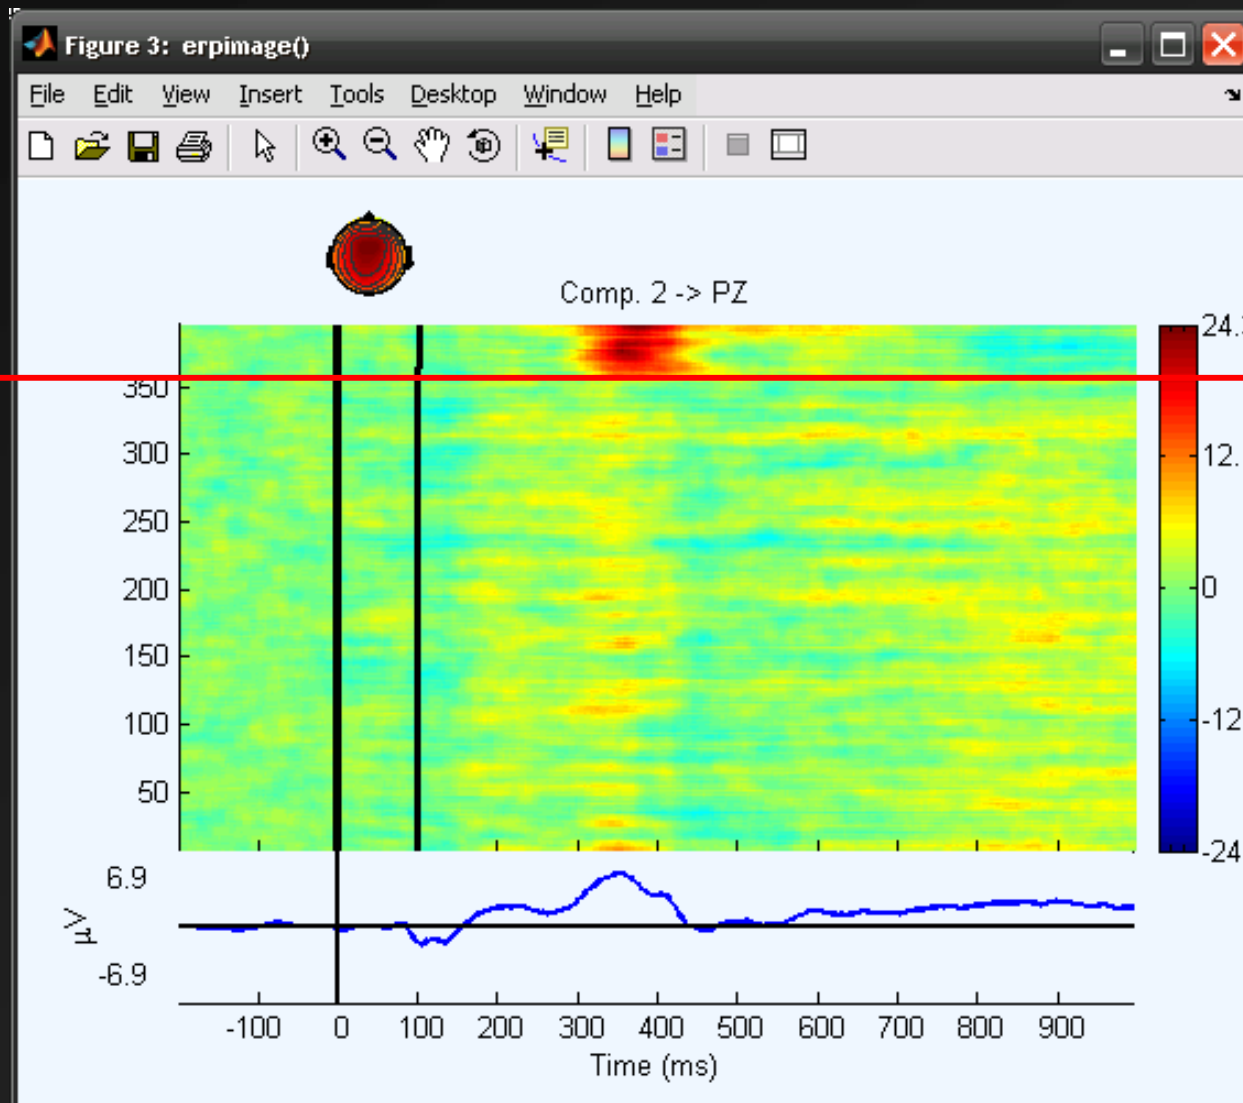 Figure 3: erpimage()
File Edit View Insert Tools Desktop Window Help
Comp. 2 -> PZ
350
300
250
200
150
100
50
24.
12.
0
-12
-24
6.9
µV
-6.9
-100 0 100 200 300 400 500 600 700 800 900
Time (ms)